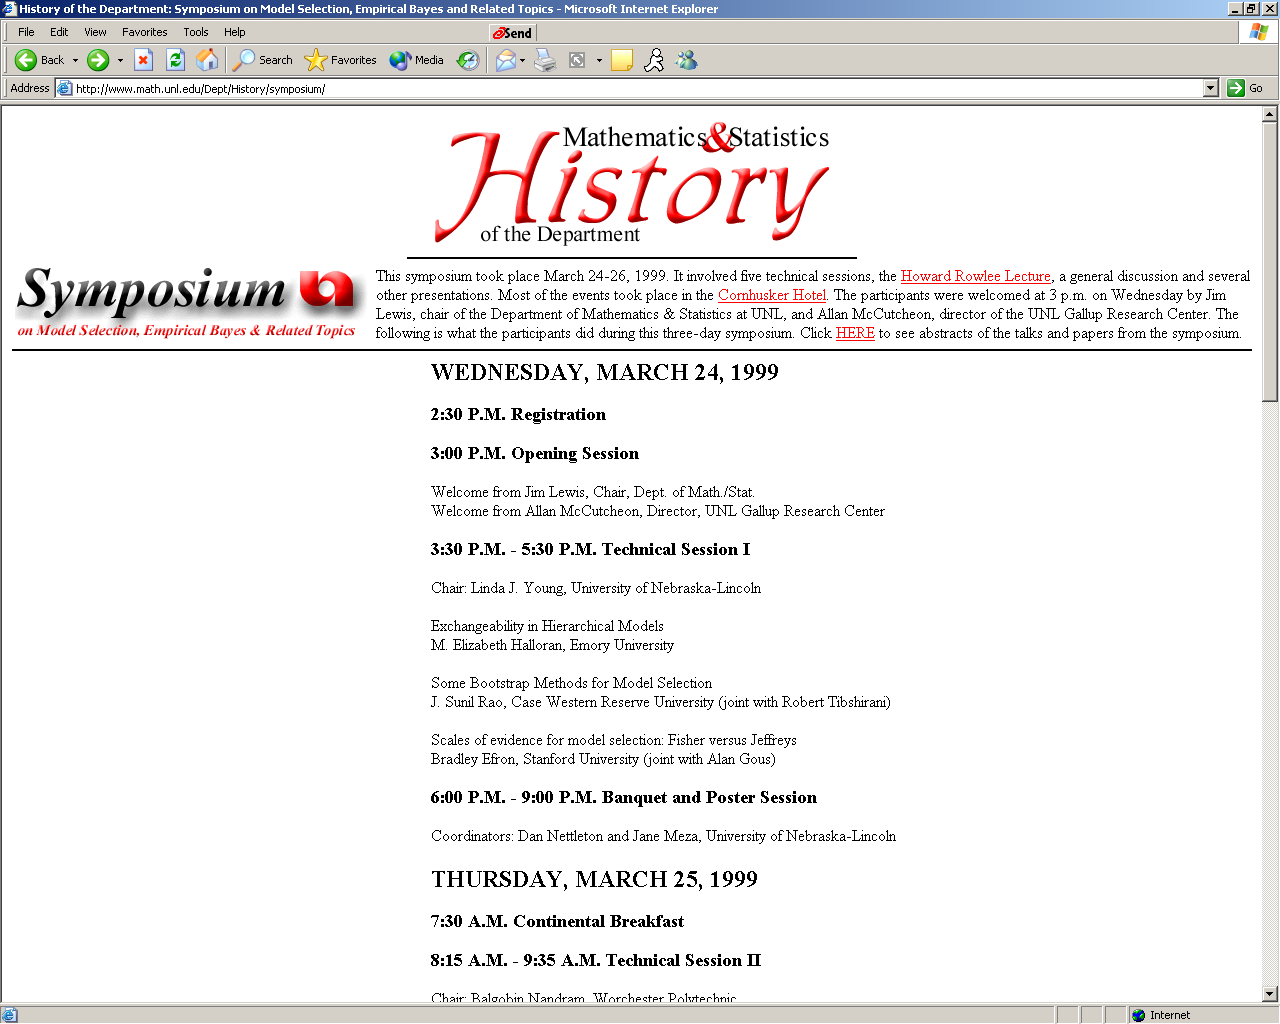 History of the Department: Symposium on Model Selection, Empirical Bayes and Related Topics - Microsoft Internet Explorer
File Edit View Favorites Tools Help
Send
Back Search Favorites Media
Address http://www.math.unl.edu/Dept/History/symposium/ Go
Mathematics&Statistics
History
of the Department
Symposium
on Model Selection, Empirical Bayes & Related Topics
This symposium took place March 24-26, 1999. It involved five technical sessions, the Howard Rowlee Lecture, a general discussion and several
other presentations. Most of the events took place in the Cornhusker Hotel. The participants were welcomed at 3 p.m. on Wednesday by Jim
Lewis, chair of the Department of Mathematics & Statistics at UNL, and Allan McCutcheon, director of the UNL Gallup Research Center. The
following is what the participants did during this three-day symposium. Click HERE to see abstracts of the talks and papers from the symposium.
WEDNESDAY, MARCH 24, 1999
2:30 P.M. Registration
3:00 P.M. Opening Session
Welcome from Jim Lewis, Chair, Dept. of Math./Stat.
Welcome from Allan McCutcheon, Director, UNL Gallup Research Center
3:30 P.M. - 5:30 P.M. Technical Session I
Chair: Linda J. Young, University of Nebraska-Lincoln
Exchangeability in Hierarchical Models
M. Elizabeth Halloran, Emory University
Some Bootstrap Methods for Model Selection
J. Sunil Rao, Case Western Reserve University (joint with Robert Tibshirani)
Scales of evidence for model selection: Fisher versus Jeffreys
Bradley Efron, Stanford University (joint with Alan Gous)
6:00 P.M. - 9:00 P.M. Banquet and Poster Session
Coordinators: Dan Nettleton and Jane Meza, University of Nebraska-Lincoln
THURSDAY, MARCH 25, 1999
7:30 A.M. Continental Breakfast
8:15 A.M. - 9:35 A.M. Technical Session II
Chair: Balgobin Nandram, Worchester Polytechnic
Internet